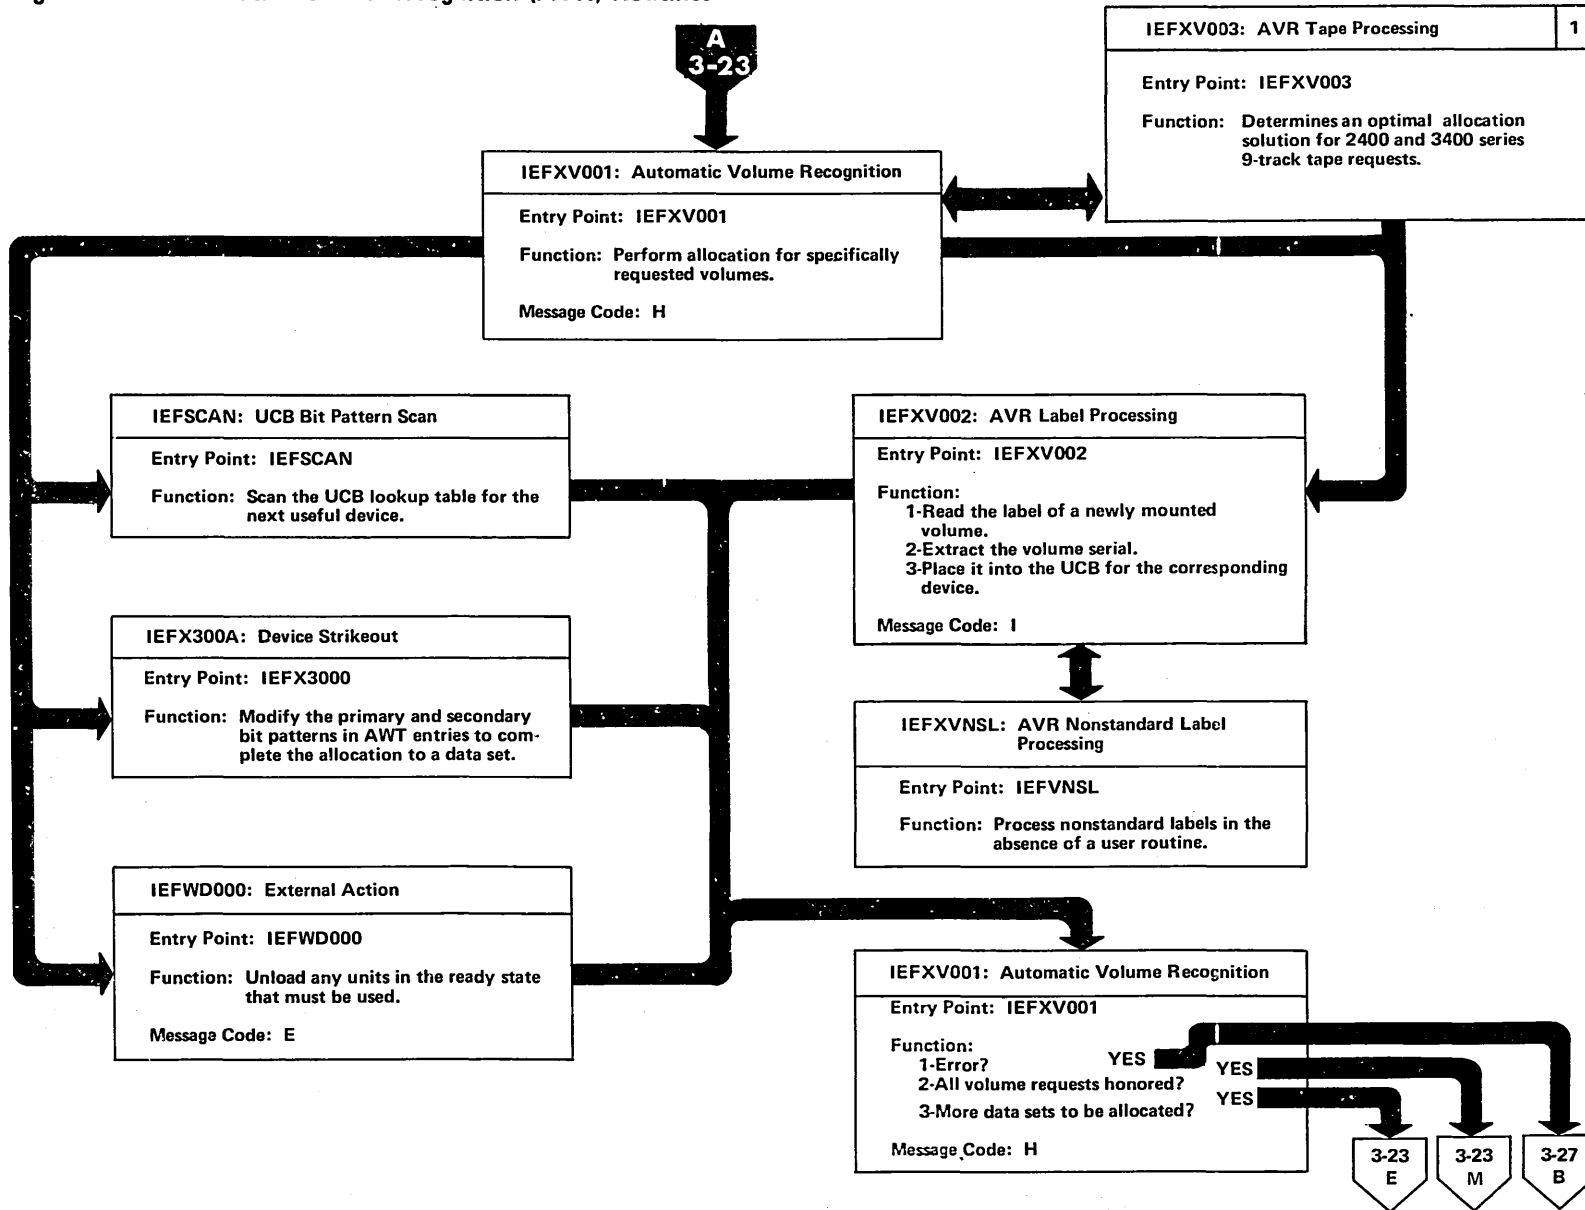 A
3-23
IEFXV003: AVR Tape Processing
1
Entry Point: IEFXV003
Function: Determines an optimal allocation
solution for 2400 and 3400 series
9-track tape requests.
IEFXV001: Automatic Volume Recognition
Entry Point: IEFXV001
Function: Perform allocation for specifically
requested volumes.
Message Code: H
IEFSCAN: UCB Bit Pattern Scan
Entry Point: IEFSCAN
Function: Scan the UCB lookup table for the
next useful device.
IEFXV002: AVR Label Processing
Entry Point: IEFXV002
Function:
1-Read the label of a newly mounted
volume.
2-Extract the volume serial.
3-Place it into the UCB for the corresponding
device.
Message Code: I
IEFX300A: Device Strikeout
Entry Point: IEFX3000
Function: Modify the primary and secondary
bit patterns in AWT entries to com-
plete the allocation to a data set.
IEFXVNSL: AVR Nonstandard Label
Processing
Entry Point: IEFVNSL
Function: Process nonstandard labels in the
absence of a user routine.
IEFWD000: External Action
Entry Point: IEFWD000
Function: Unload any units in the ready state
that must be used.
Message Code: E
IEFXV001: Automatic Volume Recognition
Entry Point: IEFXV001
Function:
1-Error? YES
2-All volume requests honored? YES
3-More data sets to be allocated? YES
Message Code: H
3-23
E
3-23
M
3-27
B